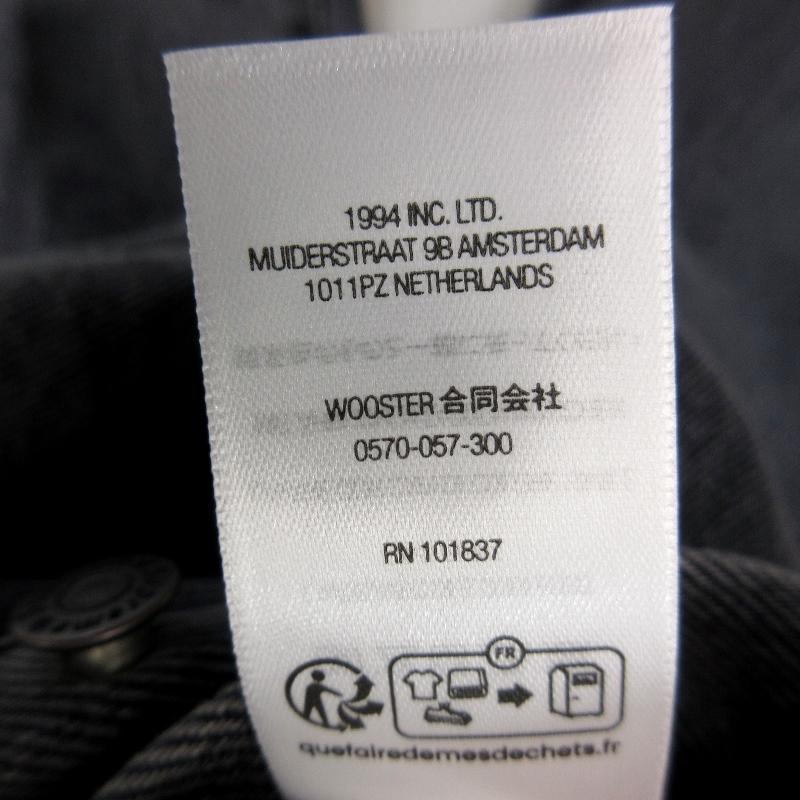 1994 INC. LTD.
MUIDERSTRAAT 9B AMSTERDAM
1011PZ NETHERLANDS
WOOSTER 合同会社
0570-057-300
RN 101837
FR
quefairedemesdechets.fr